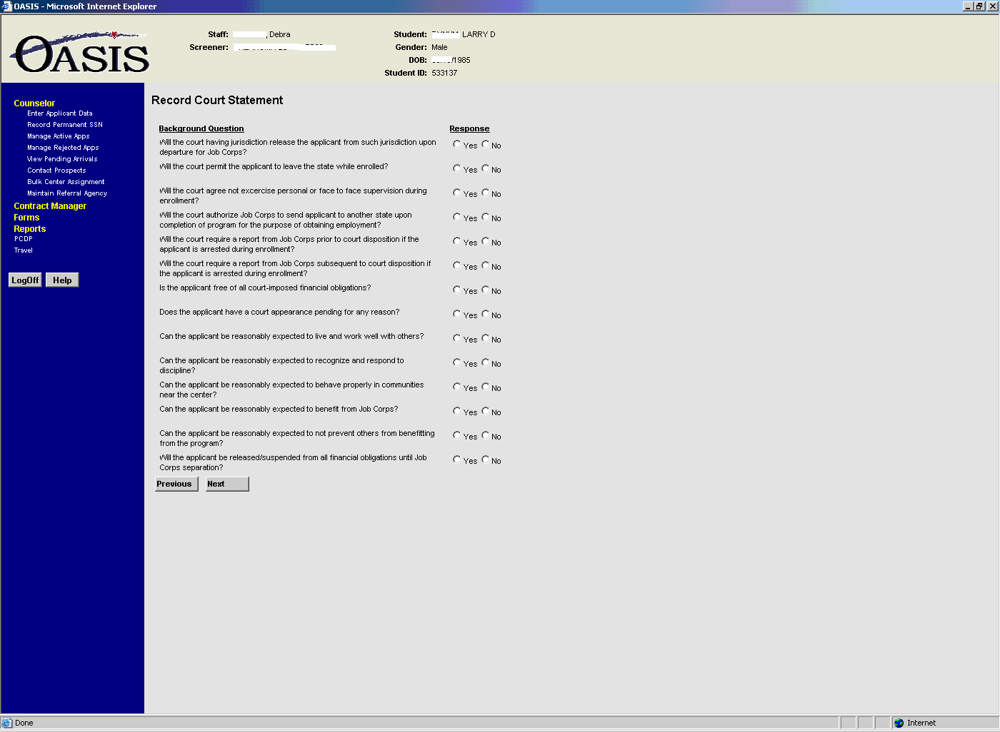 OASIS - Microsoft Internet Explorer
OASIS
Staff: , Debra
Student: LARRY D
Screener:
Gender: Male
DOB: /1985
Student ID: 533137
Counselor
Enter Applicant Data
Record Permanent SSN
Manage Active Apps
Manage Rejected Apps
View Pending Arrivals
Contact Prospects
Bulk Center Assignment
Maintain Referral Agency
Contract Manager
Forms
Reports
PCDP
Travel
LogOff Help
Record Court Statement
Background Question Response
Will the court having jurisdiction release the applicant from such jurisdiction upon
departure for Job Corps?
Yes No
Will the court permit the applicant to leave the state while enrolled?
Yes No
Will the court agree not excercise personal or face to face supervision during
enrollment?
Yes No
Will the court authorize Job Corps to send applicant to another state upon
completion of program for the purpose of obtaining employment?
Yes No
Will the court require a report from Job Corps prior to court disposition if the
applicant is arrested during enrollment?
Yes No
Will the court require a report from Job Corps subsequent to court disposition if
the applicant is arrested during enrollment?
Yes No
Is the applicant free of all court-imposed financial obligations?
Yes No
Does the applicant have a court appearance pending for any reason?
Yes No
Can the applicant be reasonably expected to live and work well with others?
Yes No
Can the applicant be reasonably expected to recognize and respond to
discipline?
Yes No
Can the applicant be reasonably expected to behave properly in communities
near the center?
Yes No
Can the applicant be reasonably expected to benefit from Job Corps?
Yes No
Can the applicant be reasonably expected to not prevent others from benefitting
from the program?
Yes No
Will the applicant be released/suspended from all financial obligations until Job
Corps separation?
Yes No
Previous Next
Done
Internet